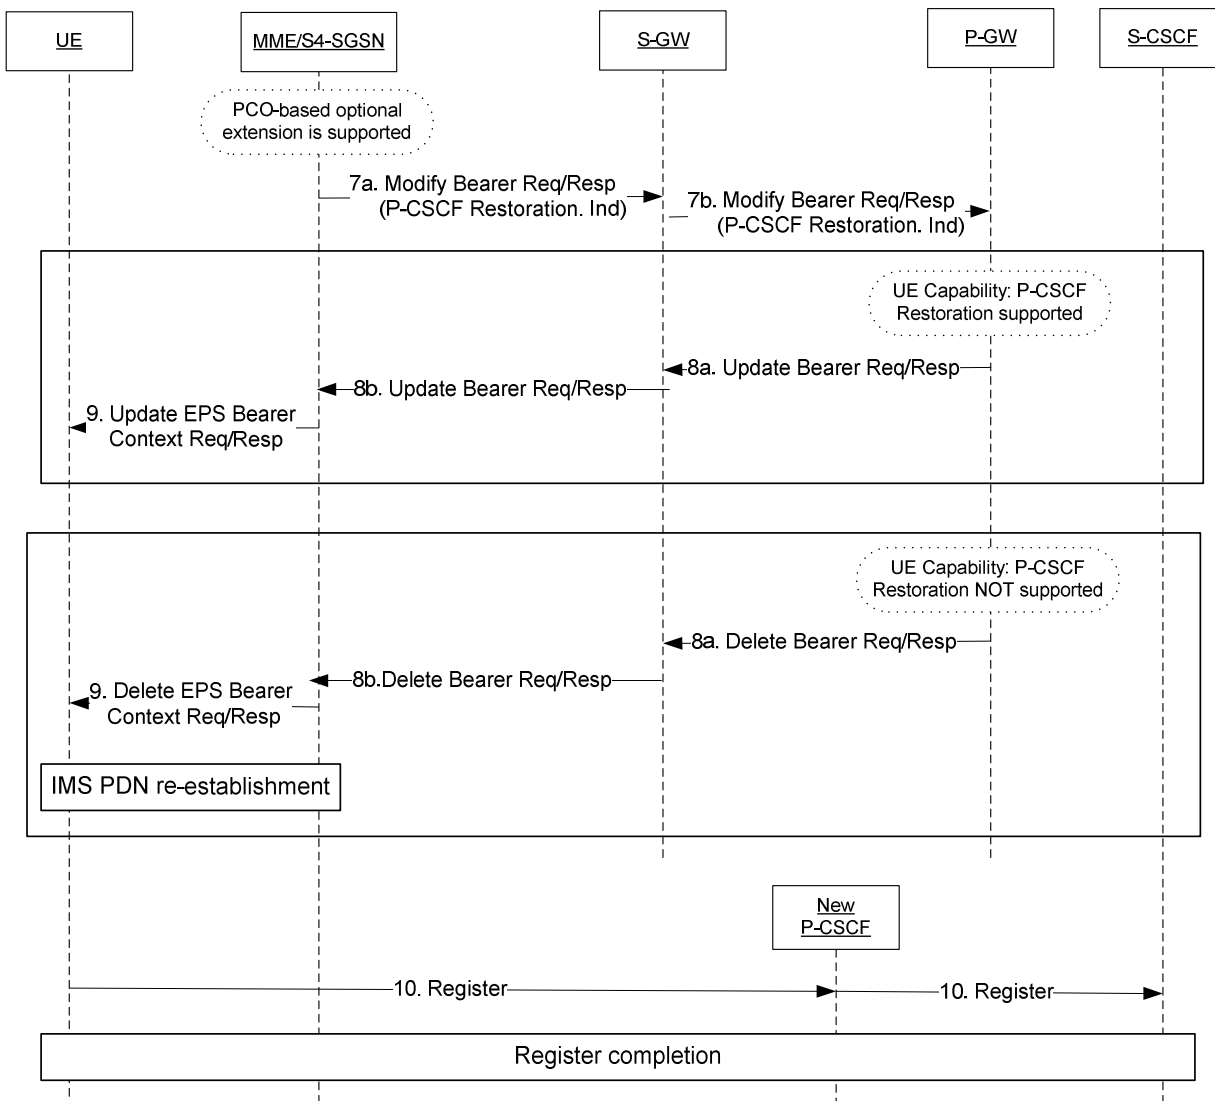 UE
MME/S4-SGSN
S-GW
P-GW
S-CSCF
PCO-based optional
extension is supported
7a. Modify Bearer Req/Resp
(P-CSCF Restoration. Ind)
7b. Modify Bearer Req/Resp
(P-CSCF Restoration. Ind)
UE Capability: P-CSCF
Restoration supported
8a. Update Bearer Req/Resp
8b. Update Bearer Req/Resp
9. Update EPS Bearer
Context Req/Resp
UE Capability: P-CSCF
Restoration NOT supported
8a. Delete Bearer Req/Resp
8b.Delete Bearer Req/Resp
9. Delete EPS Bearer
Context Req/Resp
IMS PDN re-establishment
New
P-CSCF
10. Register
10. Register
Register completion